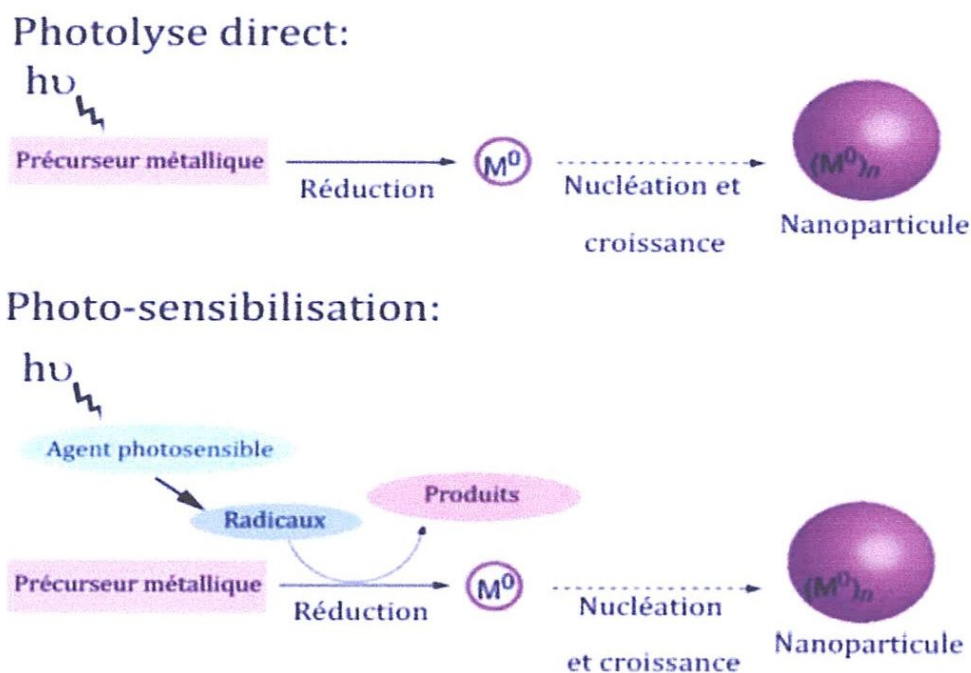 Photolyse direct:
hυ
Précurseur métallique
Réduction
M⁰
Nucléation et
croissance
(M⁰)ₙ
Nanoparticule
Photo-sensibilisation:
hυ
Agent photosensible
Radicaux
Produits
Précurseur métallique
Réduction
M⁰
Nucléation
et croissance
(M⁰)ₙ
Nanoparticule